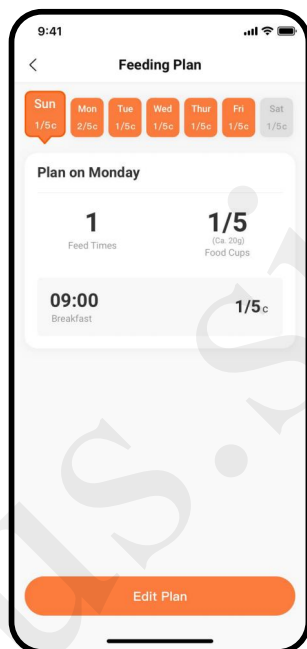 9:41
Feeding Plan
Sun Mon Tue Wed Thur Fri Sat
1/5c 2/5c 1/5c 1/5c 1/5c 1/5c 1/5c
Plan on Monday
1 1/5
(Ca. 20g)
Feed Times Food Cups
09:00 1/5 c
Breakfast
Edit Plan
us.s